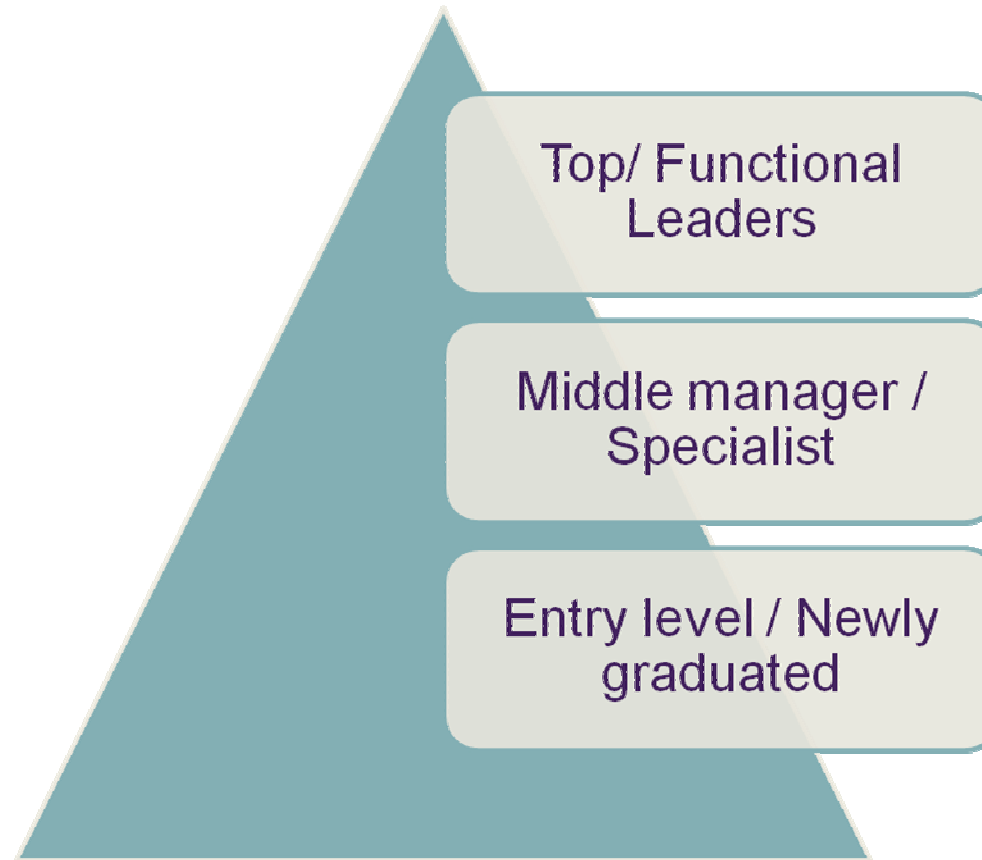 Top/ Functional
Leaders
Middle manager /
Specialist
Entry level / Newly
graduated